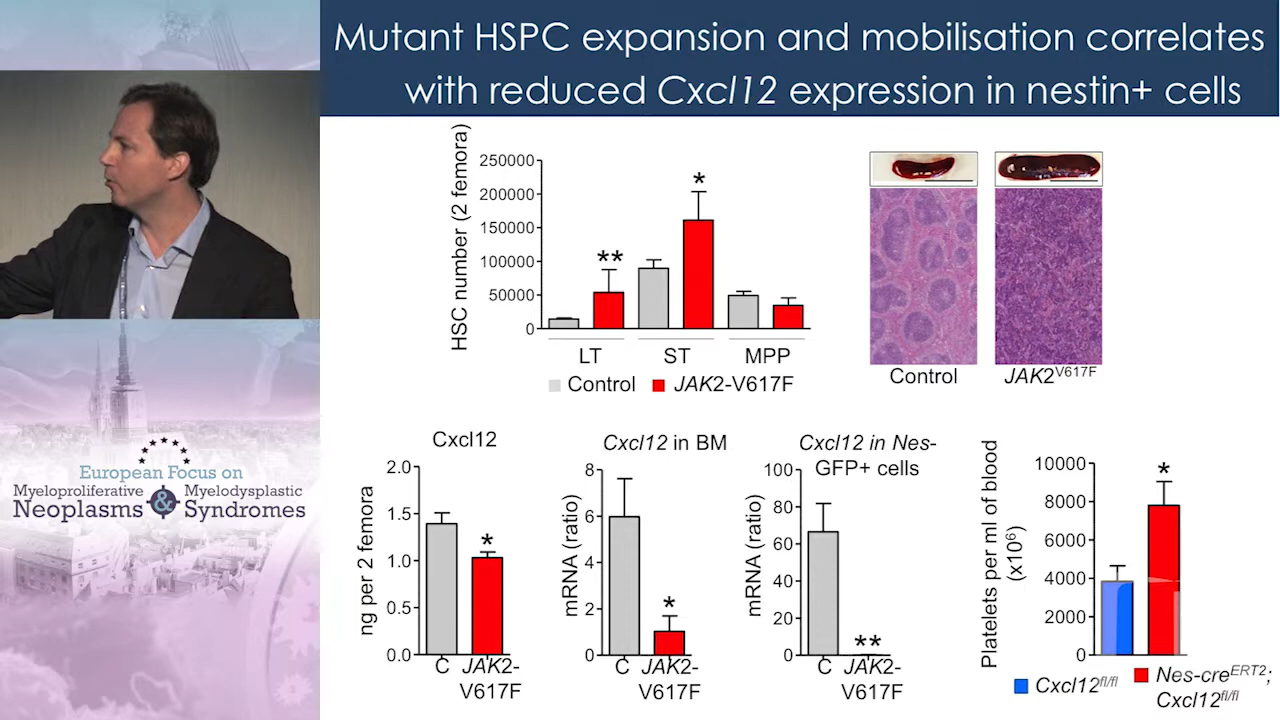 Mutant HSPC expansion and mobilisation correlates
with reduced Cxcl12 expression in nestin+ cells
HSC number (2 femora)
250000
200000
150000
100000
50000
0
**
*
LT
ST
MPP
Control
JAK2-V617F
Control
JAK2V617F
European Focus on
Myeloproliferative
Neoplasms
&
Myelodysplastic
Syndromes
Cxcl12
ng per 2 femora
2.0
1.5
1.0
0.5
0.0
*
C
JAK2-
V617F
Cxcl12 in BM
mRNA (ratio)
8
6
4
2
0
*
C
JAK2-
V617F
Cxcl12 in Nes-
GFP+ cells
mRNA (ratio)
100
80
60
40
20
0
**
C
JAK2-
V617F
Platelets per ml of blood
(x10⁶)
10000
8000
6000
4000
2000
0
*
Cxcl12fl/fl
Nes-creERT2;
Cxcl12fl/fl